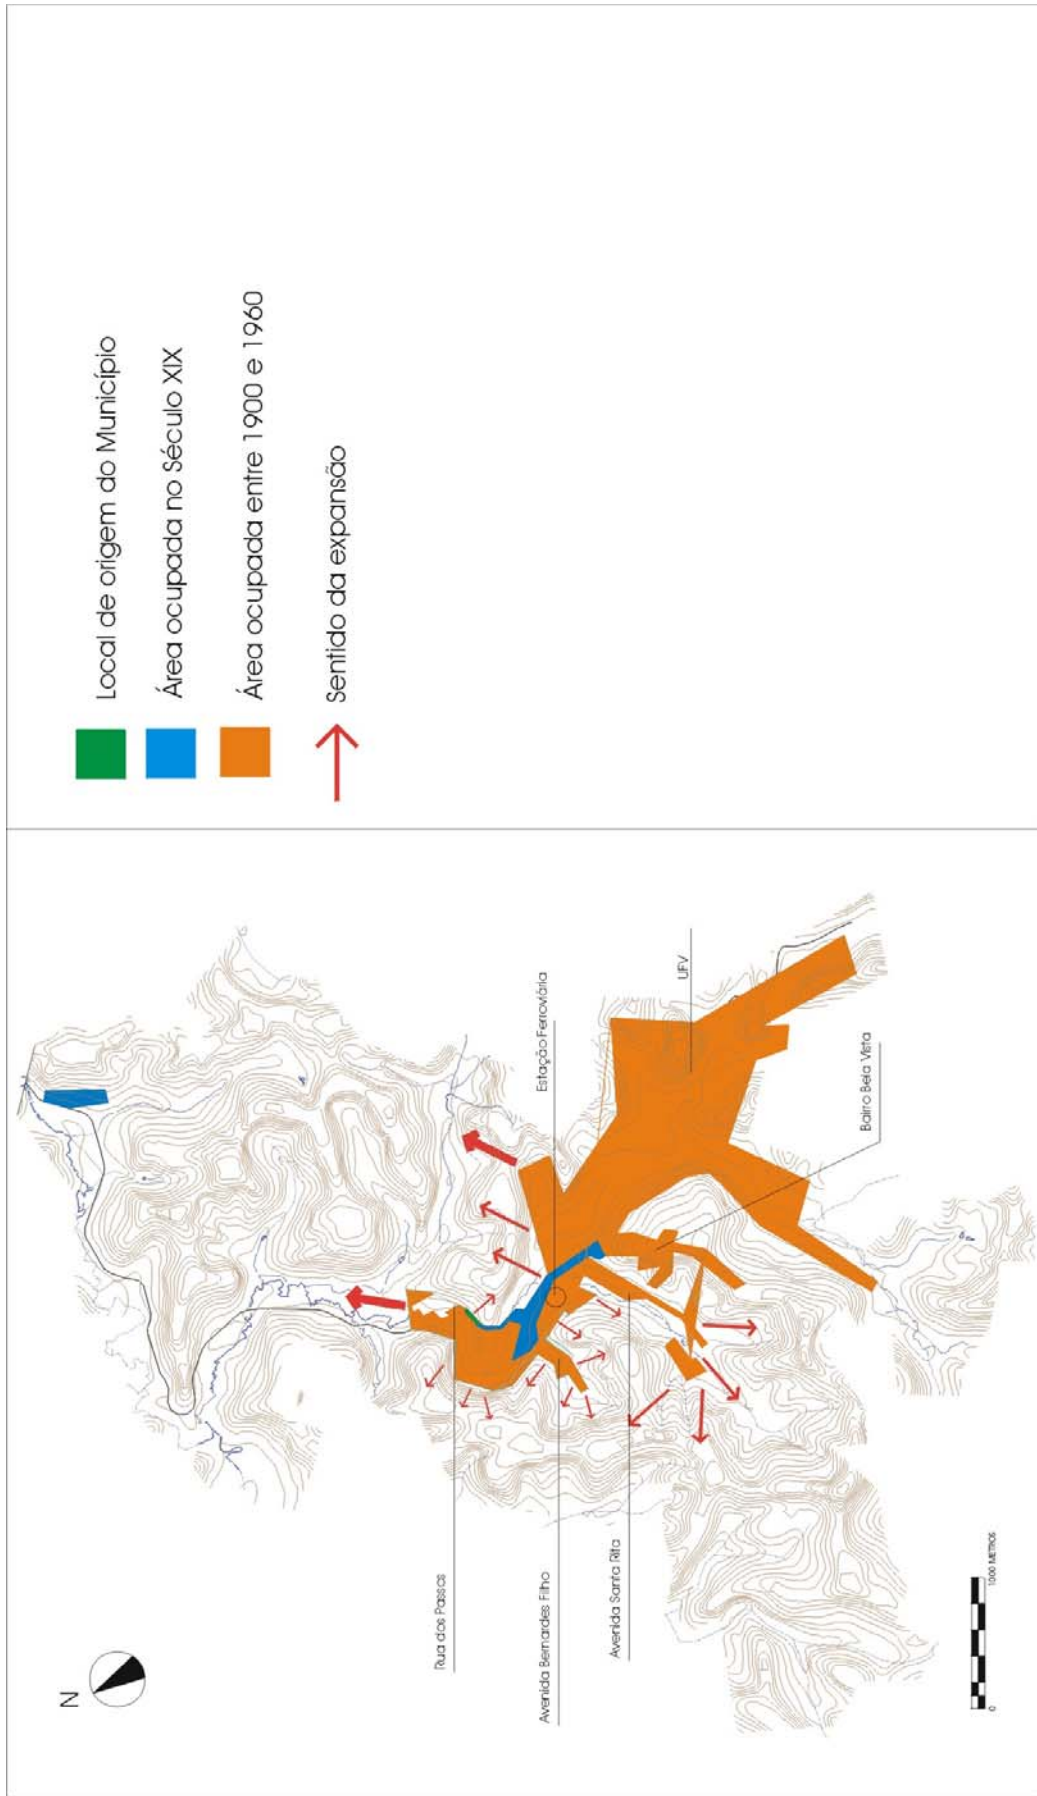 N
Rua dos Passos
Avenida Bernardes Filho
Avenida Santa Rita
Estação Ferroviária
UFV
Bairro Bela Vista
0
1000 METROS
Local de origem do Município
Área ocupada no Século XIX
Área ocupada entre 1900 e 1960
Sentido da expansão